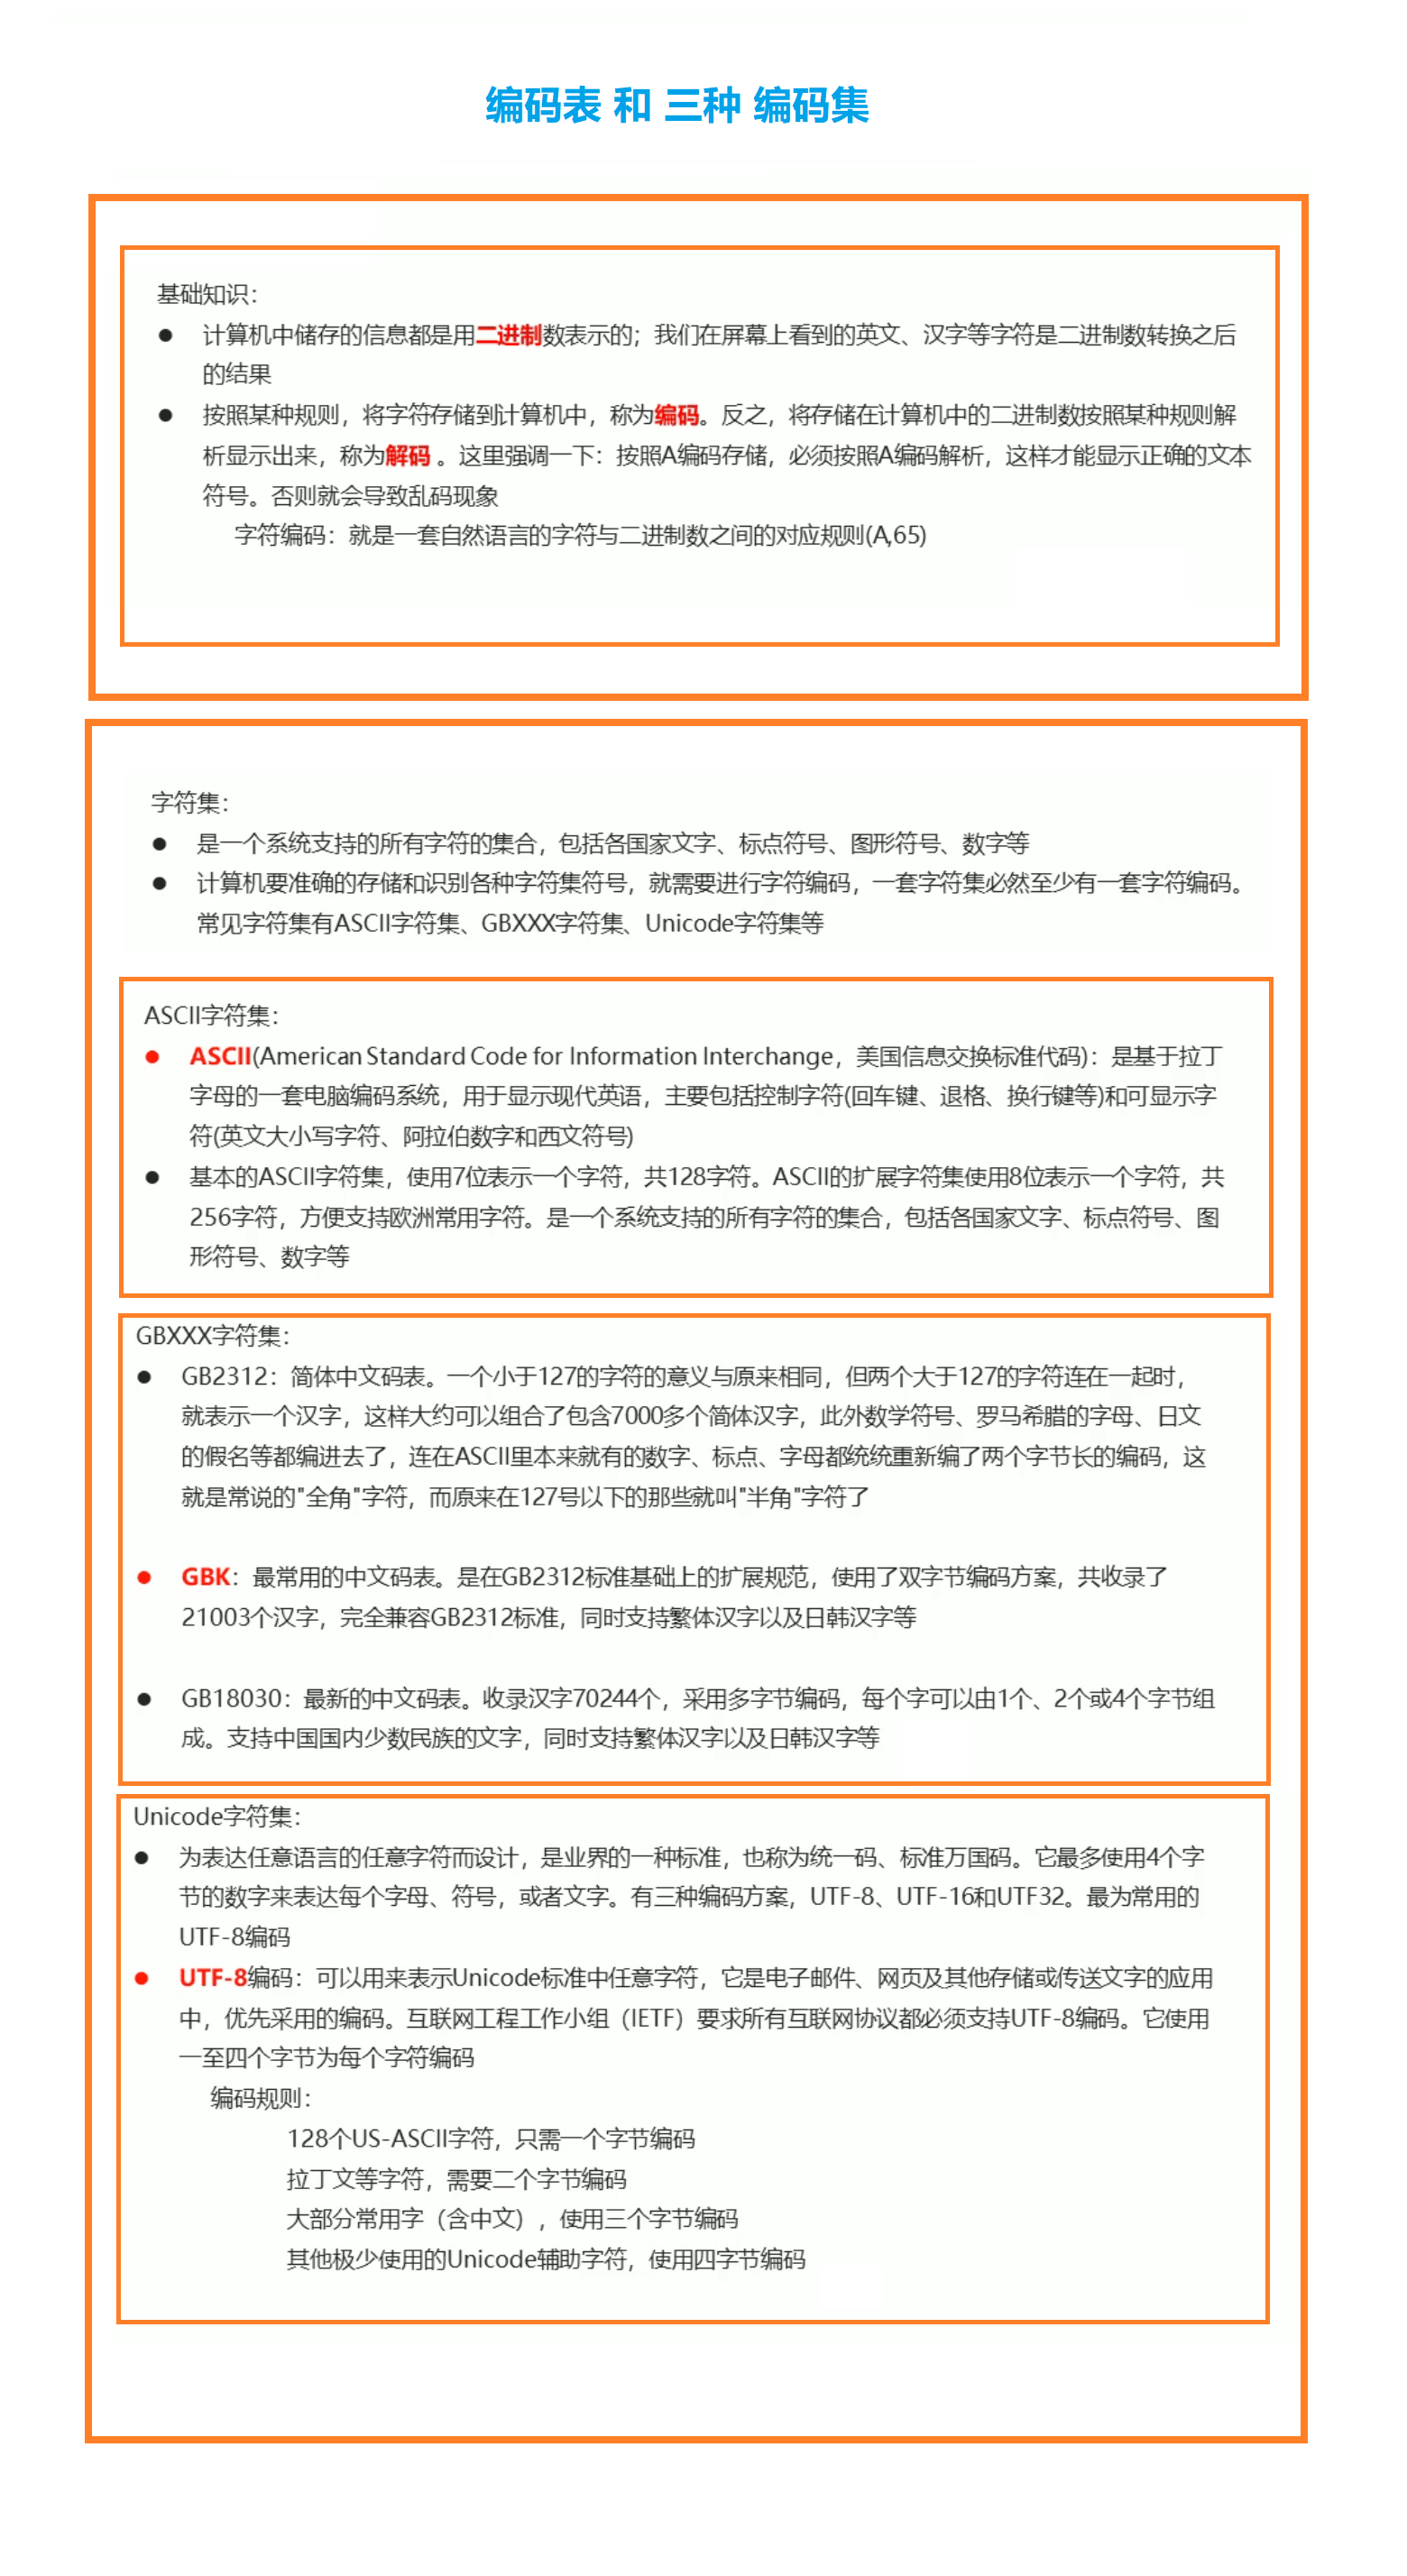 编码表 和 三种 编码集
基础知识：
● 计算机中储存的信息都是用二进制数表示的；我们在屏幕上看到的英文、汉字等字符是二进制数转换之后
的结果
● 按照某种规则，将字符存储到计算机中，称为编码。反之，将存储在计算机中的二进制数按照某种规则解
析显示出来，称为解码 。这里强调一下：按照A编码存储，必须按照A编码解析，这样才能显示正确的文本
符号。否则就会导致乱码现象
字符编码：就是一套自然语言的字符与二进制数之间的对应规则(A,65)
字符集：
● 是一个系统支持的所有字符的集合，包括各国家文字、标点符号、图形符号、数字等
● 计算机要准确的存储和识别各种字符集符号，就需要进行字符编码，一套字符集必然至少有一套字符编码。
常见字符集有ASCII字符集、GBXXX字符集、Unicode字符集等
ASCII字符集：
● ASCII(American Standard Code for Information Interchange，美国信息交换标准代码)：是基于拉丁
字母的一套电脑编码系统，用于显示现代英语，主要包括控制字符(回车键、退格、换行键等)和可显示字
符(英文大小写字符、阿拉伯数字和西文符号)
● 基本的ASCII字符集，使用7位表示一个字符，共128字符。ASCII的扩展字符集使用8位表示一个字符，共
256字符，方便支持欧洲常用字符。是一个系统支持的所有字符的集合，包括各国家文字、标点符号、图
形符号、数字等
GBXXX字符集：
● GB2312：简体中文码表。一个小于127的字符的意义与原来相同，但两个大于127的字符连在一起时，
就表示一个汉字，这样大约可以组合了包含7000多个简体汉字，此外数学符号、罗马希腊的字母、日文
的假名等都编进去了，连在ASCII里本来就有的数字、标点、字母都统统重新编了两个字节长的编码，这
就是常说的"全角"字符，而原来在127号以下的那些就叫"半角"字符了
● GBK：最常用的中文码表。是在GB2312标准基础上的扩展规范，使用了双字节编码方案，共收录了
21003个汉字，完全兼容GB2312标准，同时支持繁体汉字以及日韩汉字等
● GB18030：最新的中文码表。收录汉字70244个，采用多字节编码，每个字可以由1个、2个或4个字节组
成。支持中国国内少数民族的文字，同时支持繁体汉字以及日韩汉字等
Unicode字符集：
● 为表达任意语言的任意字符而设计，是业界的一种标准，也称为统一码、标准万国码。它最多使用4个字
节的数字来表达每个字母、符号，或者文字。有三种编码方案，UTF-8、UTF-16和UTF32。最为常用的
UTF-8编码
● UTF-8编码：可以用来表示Unicode标准中任意字符，它是电子邮件、网页及其他存储或传送文字的应用
中，优先采用的编码。互联网工程工作小组（IETF）要求所有互联网协议都必须支持UTF-8编码。它使用
一至四个字节为每个字符编码
编码规则：
128个US-ASCII字符，只需一个字节编码
拉丁文等字符，需要二个字节编码
大部分常用字（含中文），使用三个字节编码
其他极少使用的Unicode辅助字符，使用四字节编码